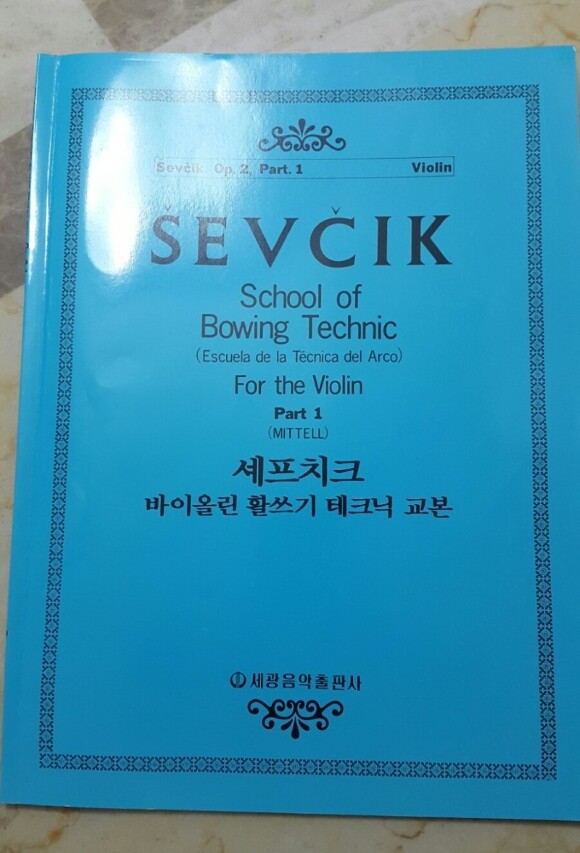 Sevčik, Op. 2, Part. 1 Violin
ŠEVČIK
School of
Bowing Technic
(Escuela de la Técnica del Arco)
For the Violin
Part 1
(MITTELL)
셰프치크
바이올린 활쓰기 테크닉 교본
세광음악출판사